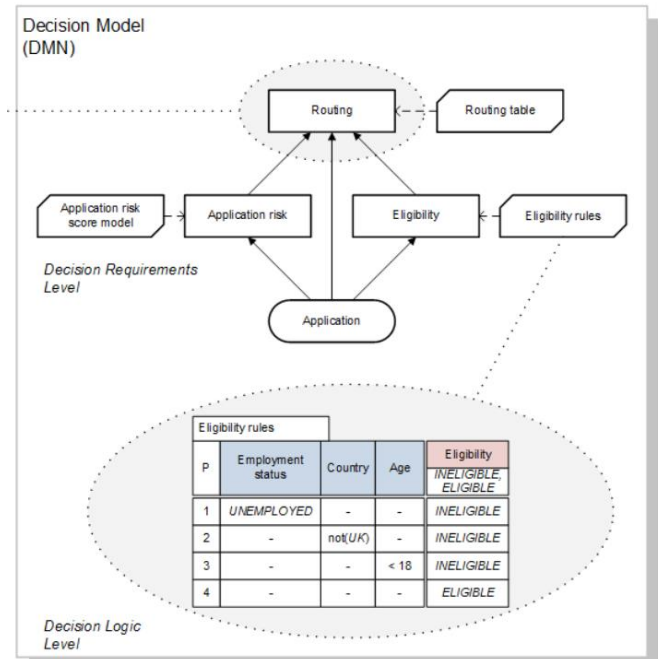 Decision Model
(DMN)
Routing
Routing table
Application risk
score model
Application risk
Eligibility
Eligibility rules
Decision Requirements
Level
Application
Eligibility rules
P
Employment
status
Country
Age
Eligibility
INELIGIBLE,
ELIGIBLE
1 UNEMPLOYED - - INELIGIBLE
2 - not(UK) - INELIGIBLE
3 - - < 18 INELIGIBLE
4 - - - ELIGIBLE
Decision Logic
Level